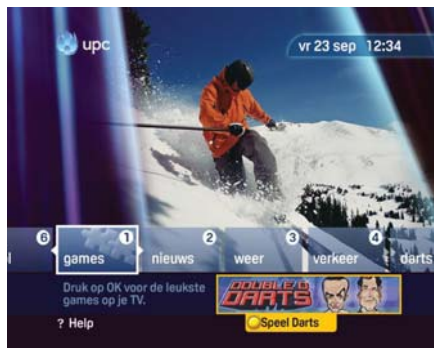 upc
vr 23 sep 12:34
6 1 2 3 4
l games nieuws weer verkeer darts
Druk op OK voor de leukste
games op je TV.
DOUBLE O
DARTS
? Help
Speel Darts